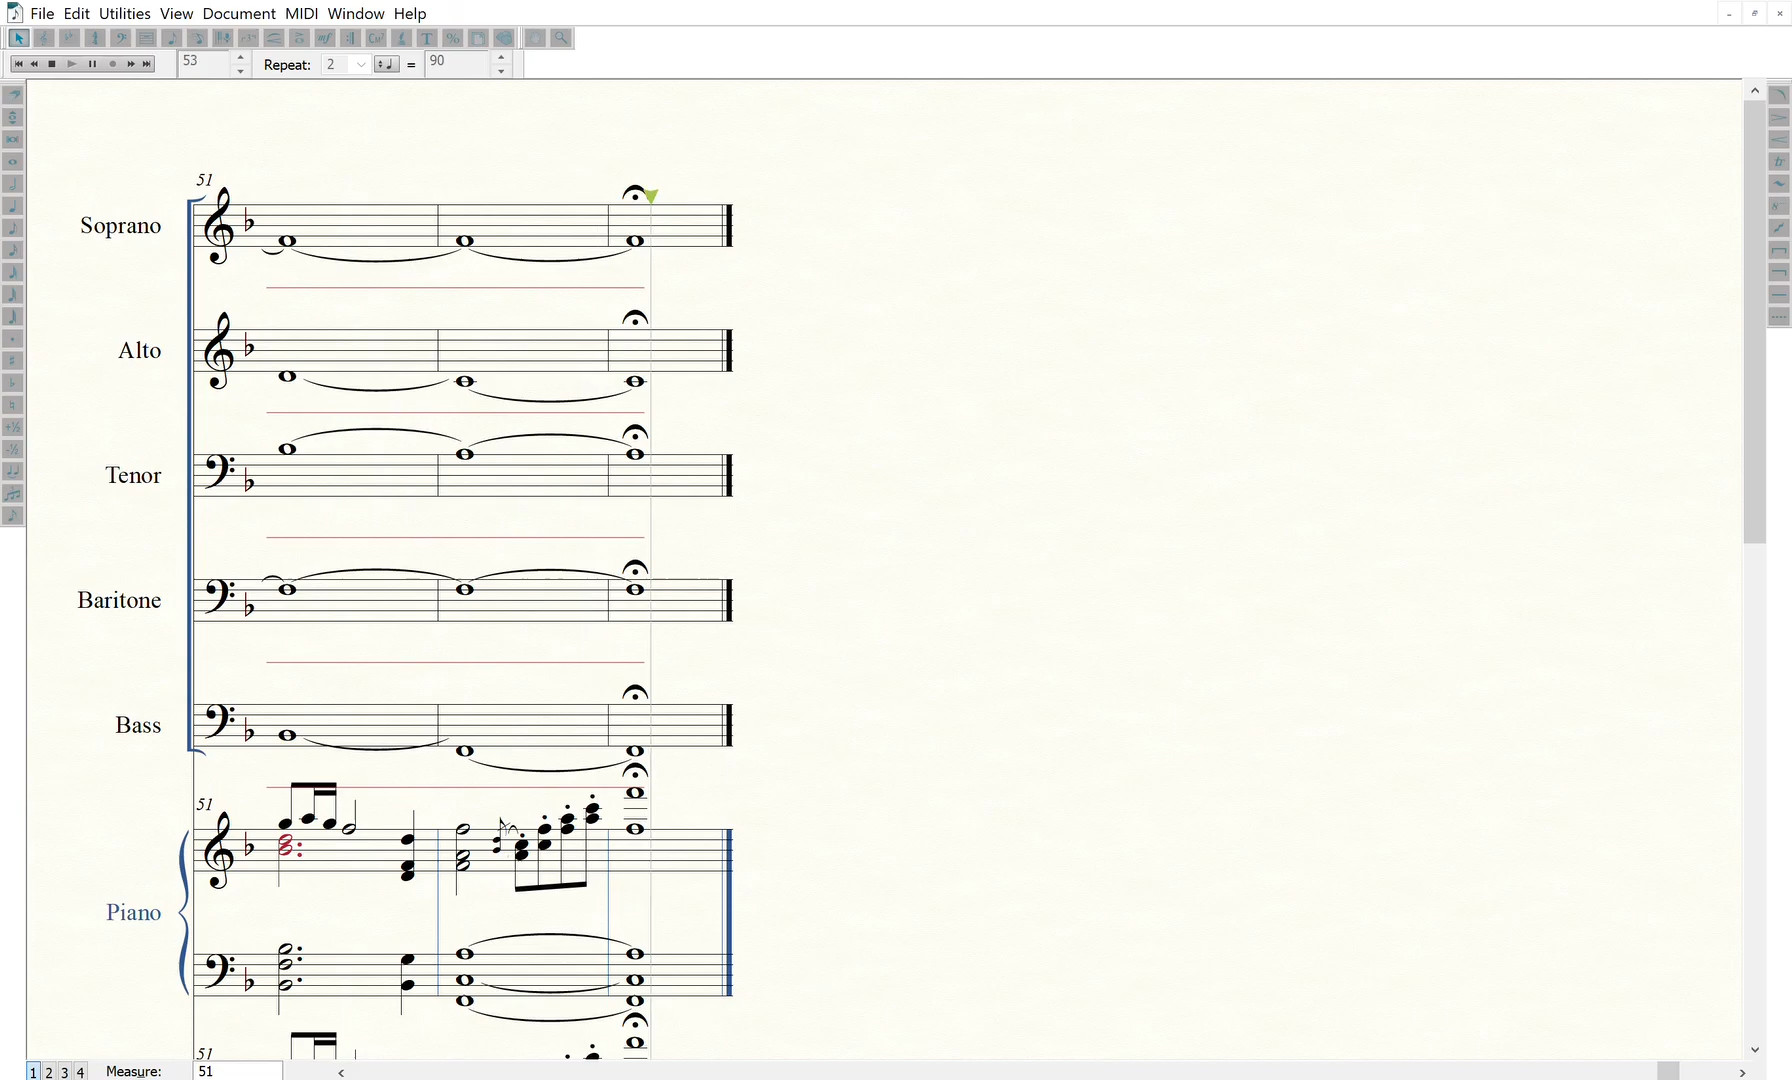 File Edit Utilities View Document MIDI Window Help
53 Repeat: 2 = 90
51
Soprano
Alto
Tenor
Baritone
Bass
51
Piano
51
1 2 3 4 Measure: 51